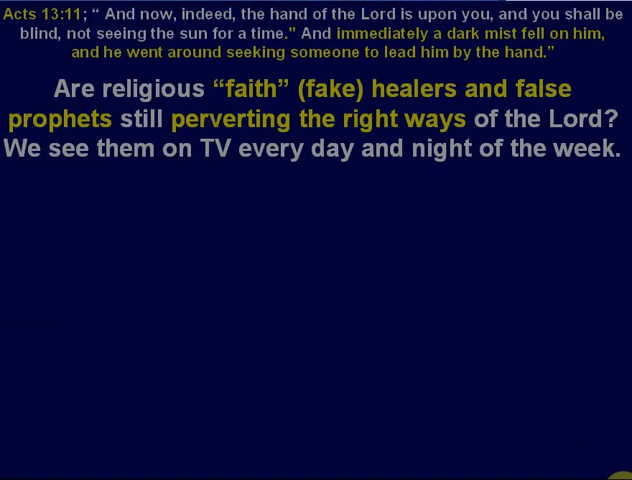 Acts 13:11; “ And now, indeed, the hand of the Lord is upon you, and you shall be
blind, not seeing the sun for a time.” And immediately a dark mist fell on him,
and he went around seeking someone to lead him by the hand.”
Are religious “faith” (fake) healers and false
prophets still perverting the right ways of the Lord?
We see them on TV every day and night of the week.